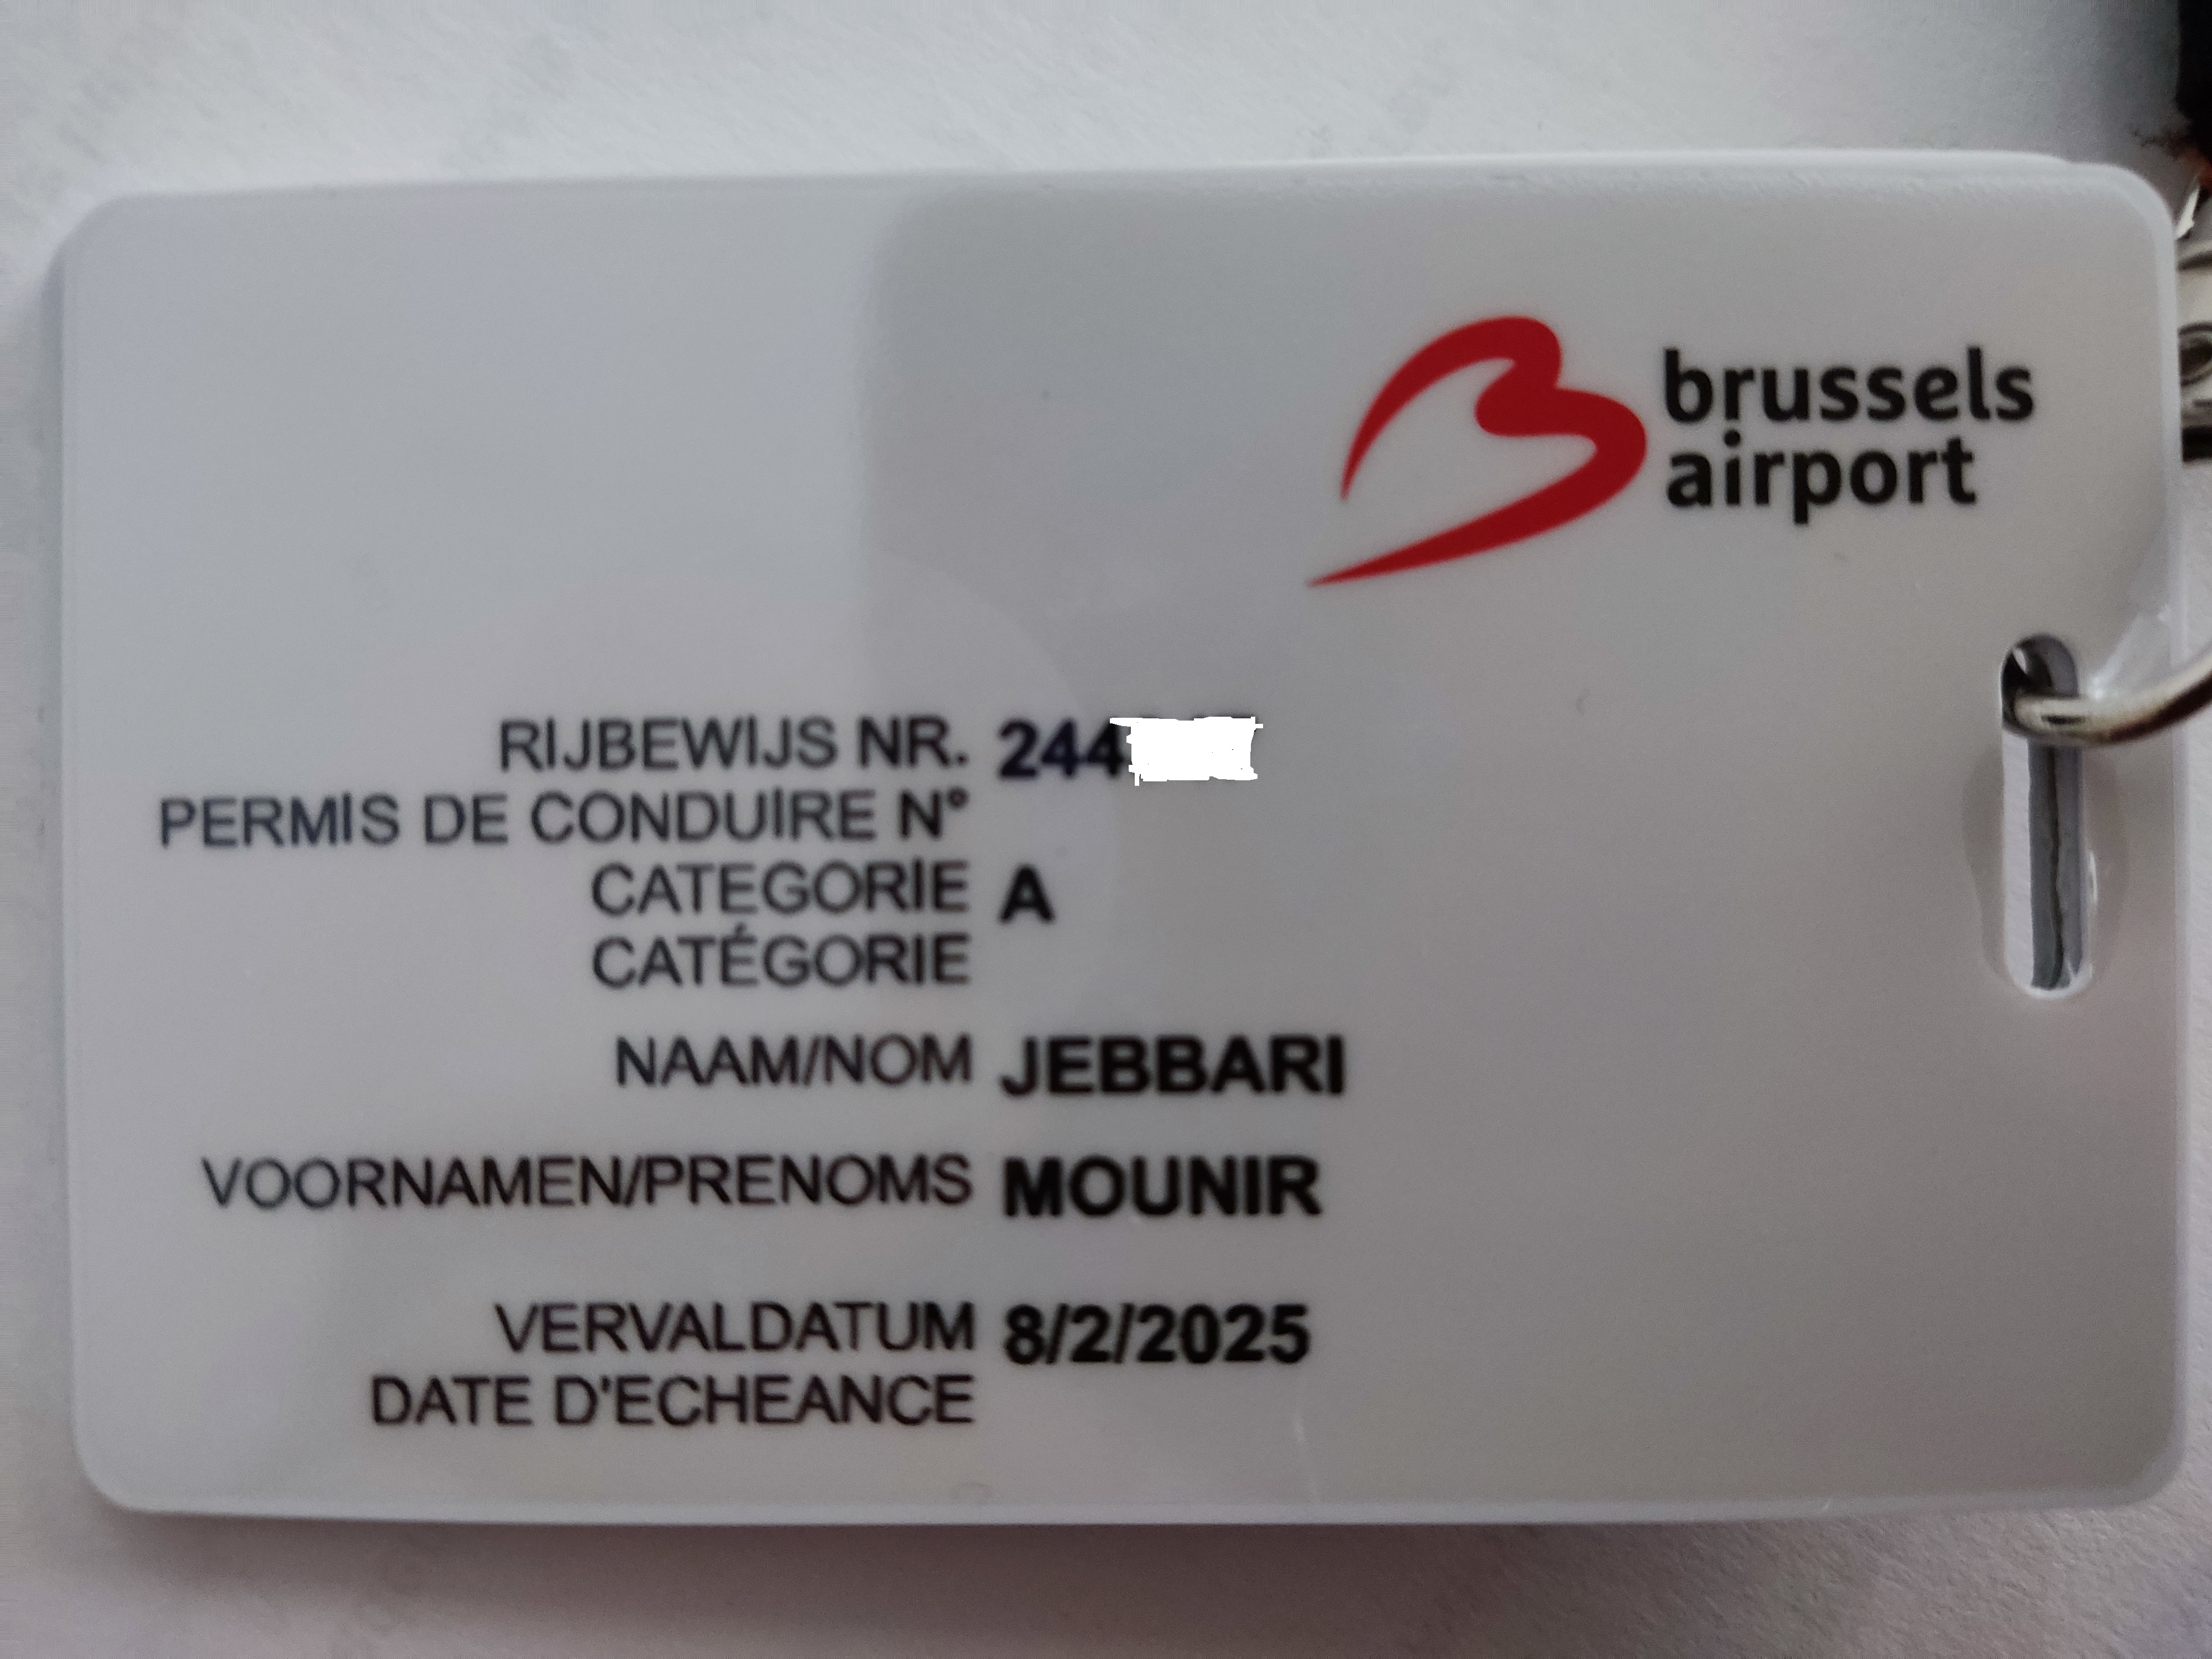 brussels
airport
RIJBEWIJS NR. 244
PERMIS DE CONDUIRE N°
CATEGORIE A
CATÉGORIE
NAAM/NOM JEBBARI
VOORNAMEN/PRENOMS MOUNIR
VERVALDATUM 8/2/2025
DATE D'ECHEANCE